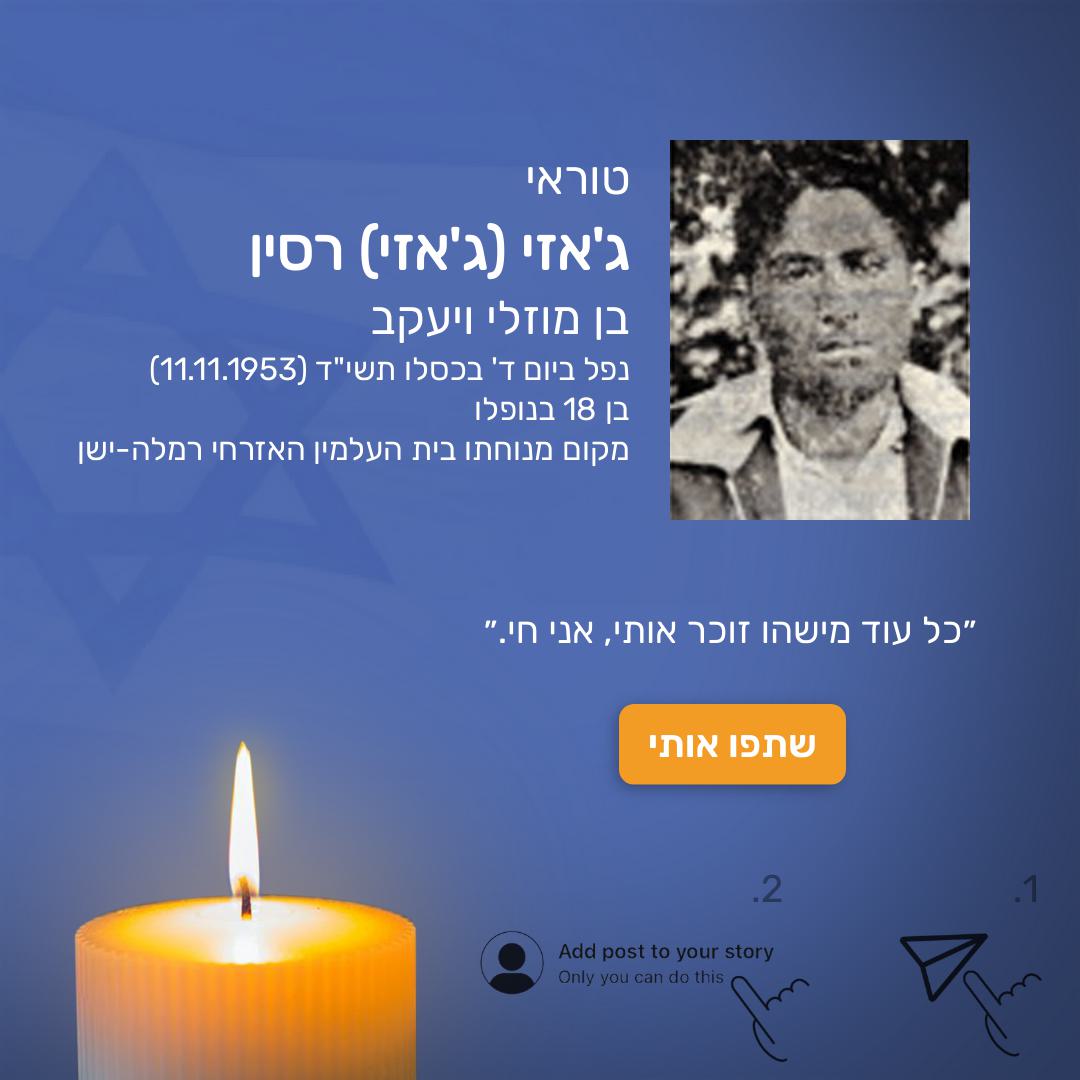 טוראי
ג'אזי (ג'אזי) רסין
בן מוזלי ויעקב
נפל ביום ד' בכסלו תשי"ד (11.11.1953)
בן 18 בנופלו
מקום מנוחתו בית העלמין האזרחי רמלה-ישן
״כל עוד מישהו זוכר אותי, אני חי.״
שתפו אותי
1.
2.
Add post to your story
Only you can do this